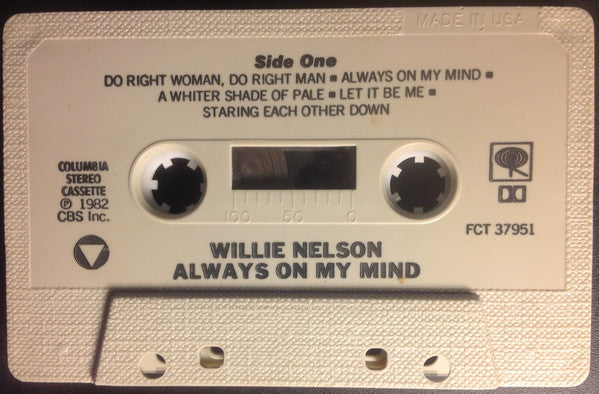 MADE IN USA
Side One
DO RIGHT WOMAN, DO RIGHT MAN ■ ALWAYS ON MY MIND ■
A WHITER SHADE OF PALE ■ LET IT BE ME ■
STARING EACH OTHER DOWN
COLUMBIA
STEREO
CASSETTE
℗ 1982
CBS Inc.
100 50 0
FCT 37951
WILLIE NELSON
ALWAYS ON MY MIND